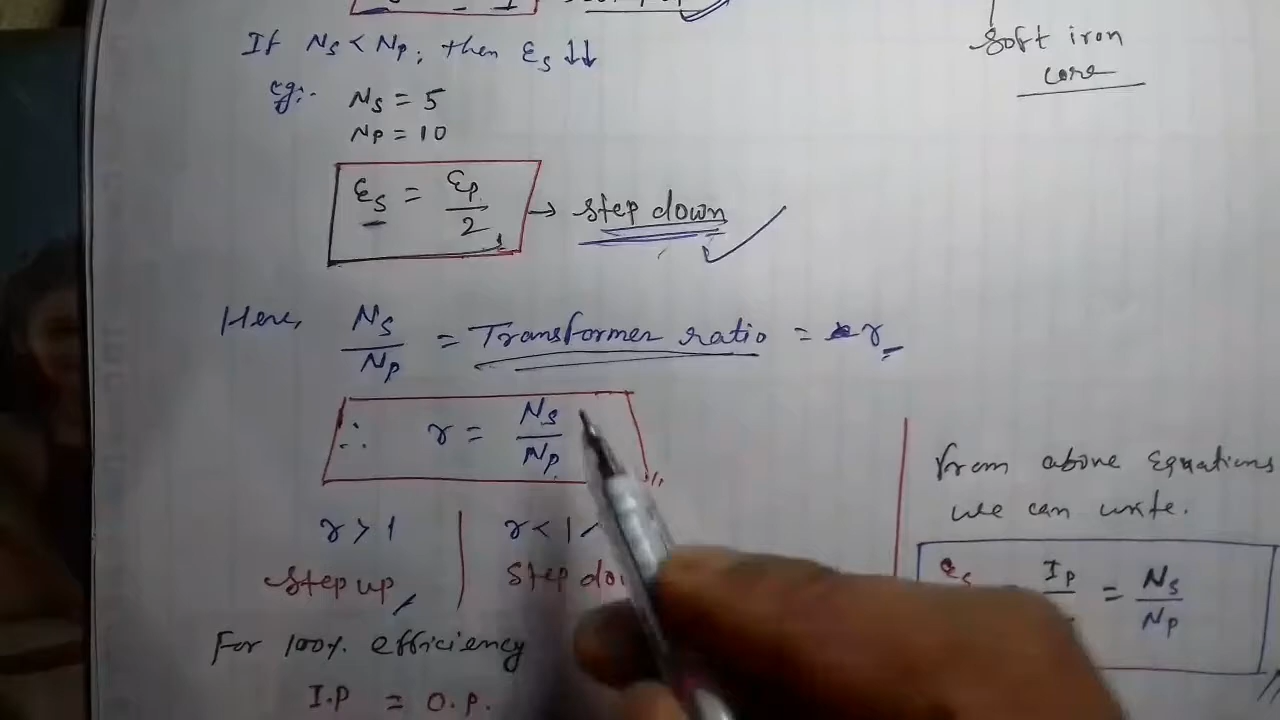 If Ns < Np, then εs ↓↓
eg:- Ns = 5
Np = 10
εs = εp/2 → step down
Here, Ns/Np = Transformer ratio = r
∴ r = Ns/Np
r > 1 | r < 1
step up, | step
For 100% efficiency
I.P = O.P.
soft iron
core
from above Equations
we can write.
es Ip = Ns/Np